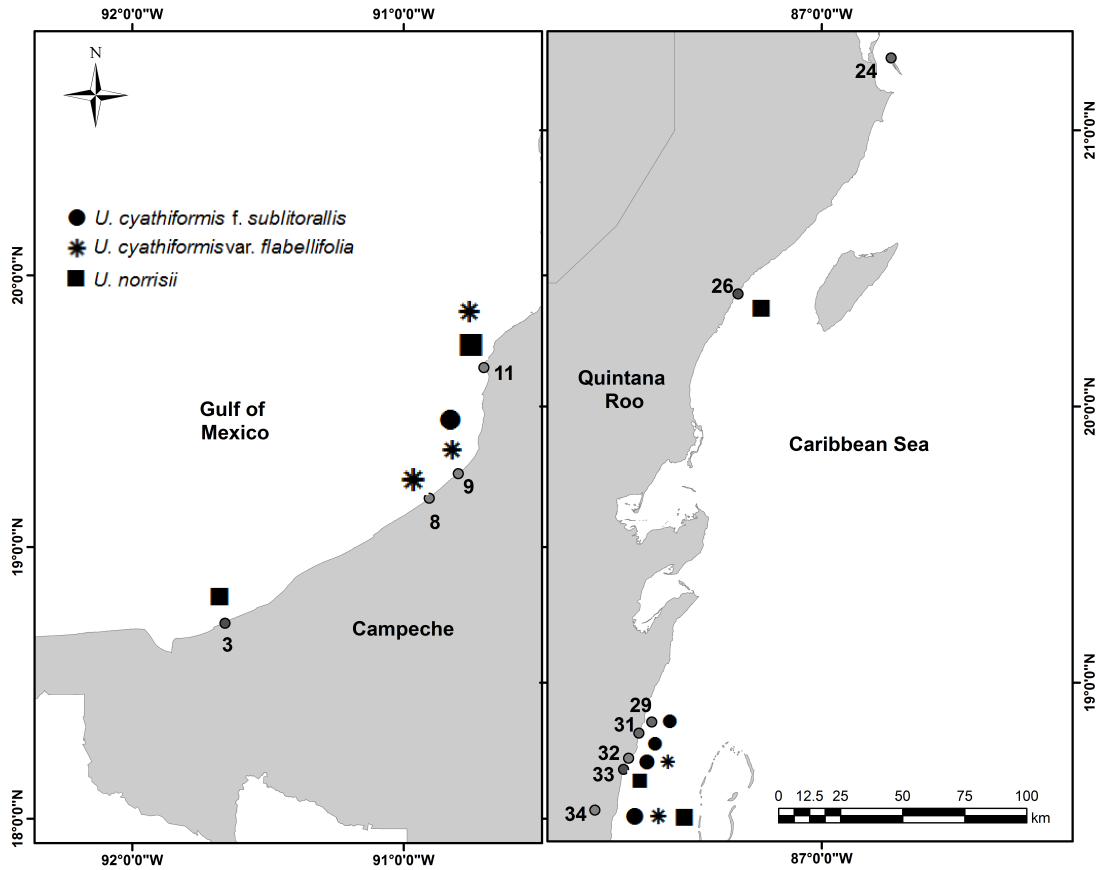 92°0'0"W
91°0'0"W
87°0'0"W
N
24
21°0'0"N
U. cyathiformis f. sublitorallis
U. cyathiformisvar. flabellifolia
U. norrisii
20°0'0"N
26
11
Quintana
Roo
20°0'0"N
Gulf of
Mexico
Caribbean Sea
9
8
19°0'0"N
3
Campeche
19°0'0"N
29
31
32
33
34
0 12.5 25 50 75 100
km
18°0'0"N
92°0'0"W
91°0'0"W
87°0'0"W